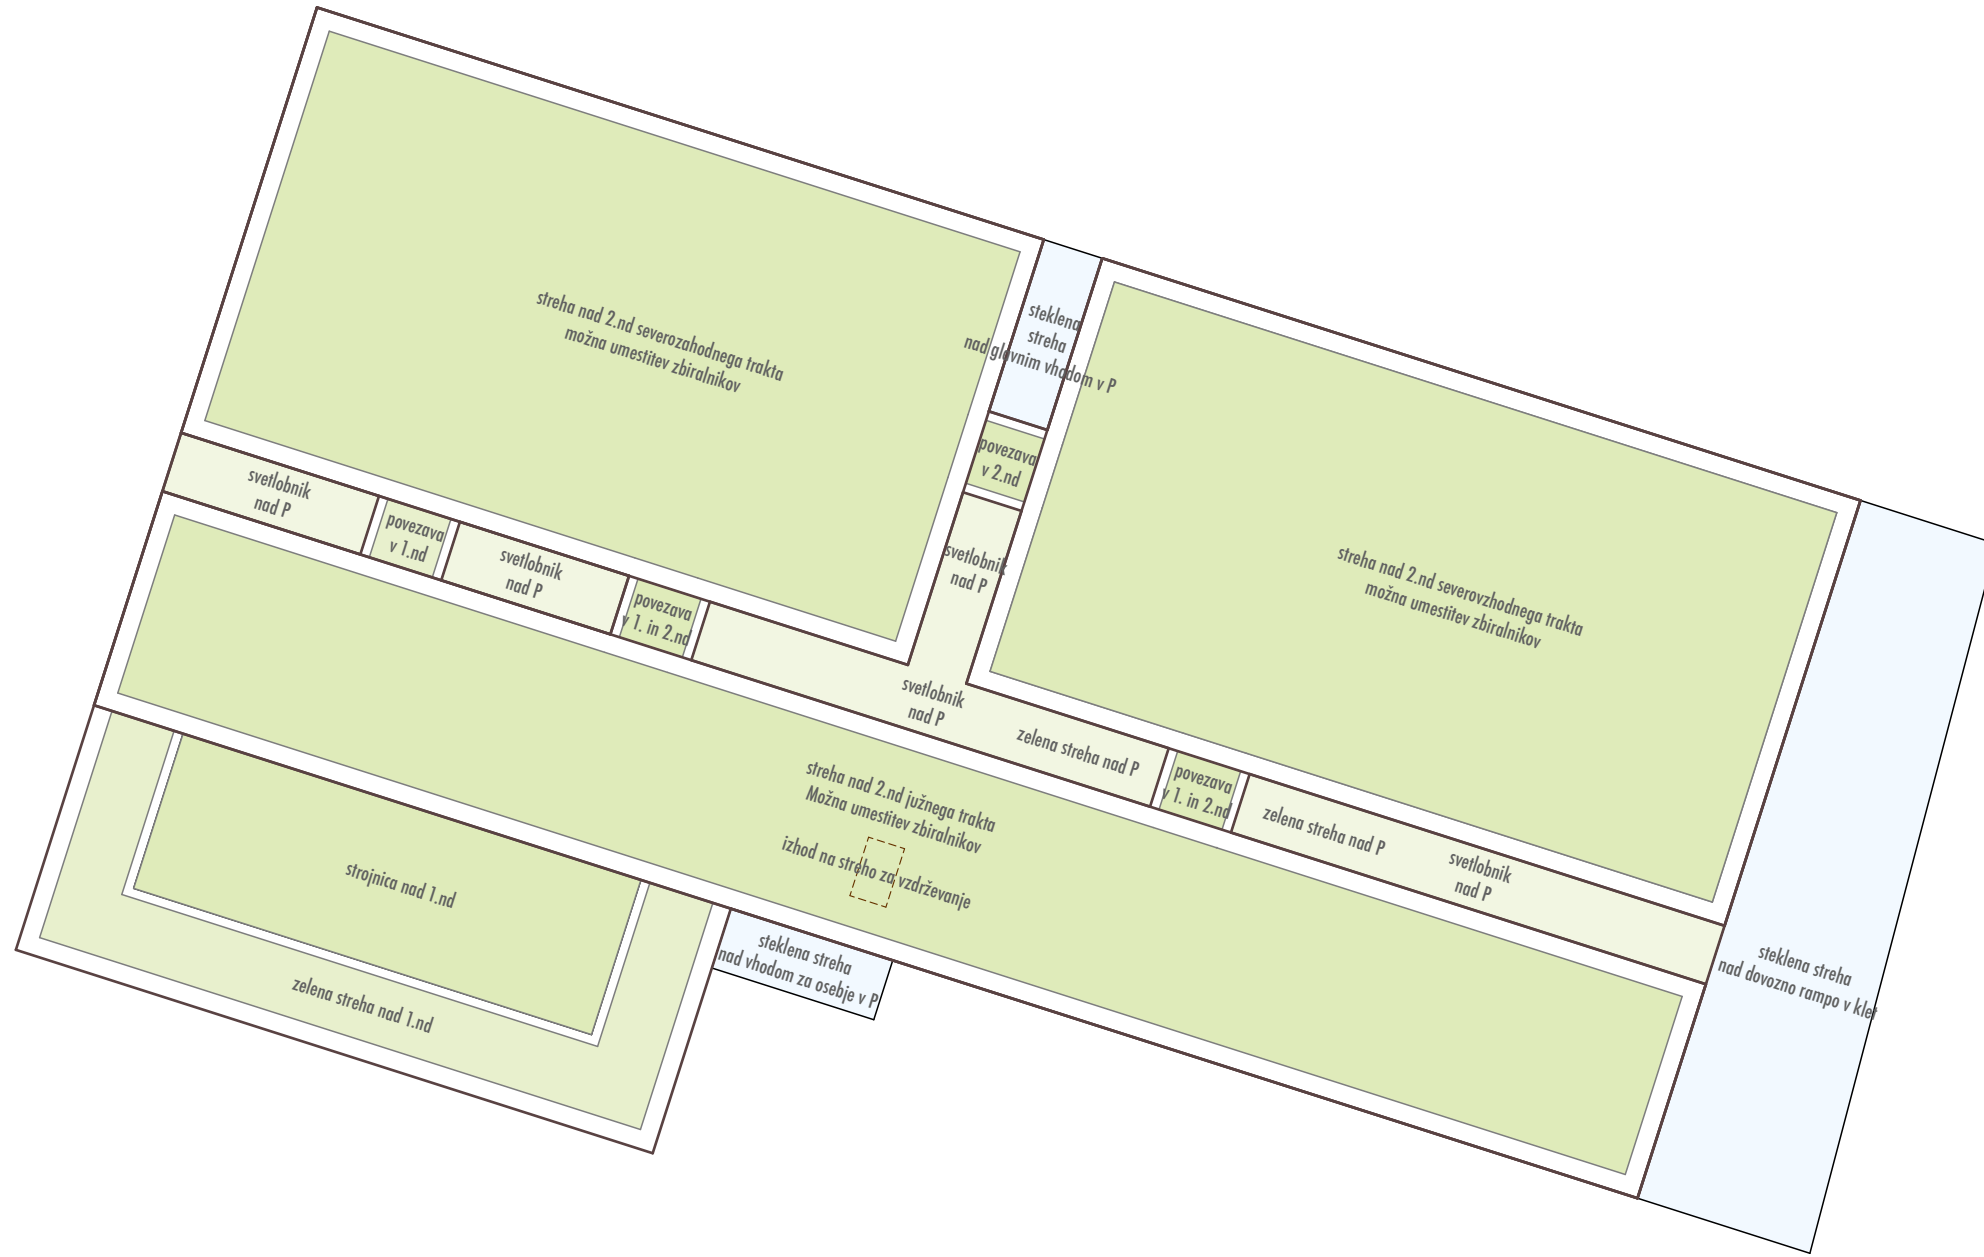 streha nad 2.nd severozahodnega trakta
možna umestitev zbiralnikov
steklena
streha
nad glavnim vhodom v P
povezava
v 2.nd
svetlobnik
nad P
svetlobnik
nad P
povezava
v 1.nd
svetlobnik
nad P
povezava
v 1. in 2.nd
svetlobnik
nad P
zelena streha nad P
povezava
v 1. in 2.nd
zelena streha nad P
svetlobnik
nad P
streha nad 2.nd severovzhodnega trakta
možna umestitev zbiralnikov
streha nad 2.nd južnega trakta
Možna umestitev zbiralnikov
izhod na streho za vzdrževanje
strojnica nad 1.nd
zelena streha nad 1.nd
steklena streha
nad vhodom za osebje v P
steklena streha
nad dovozno rampo v klet